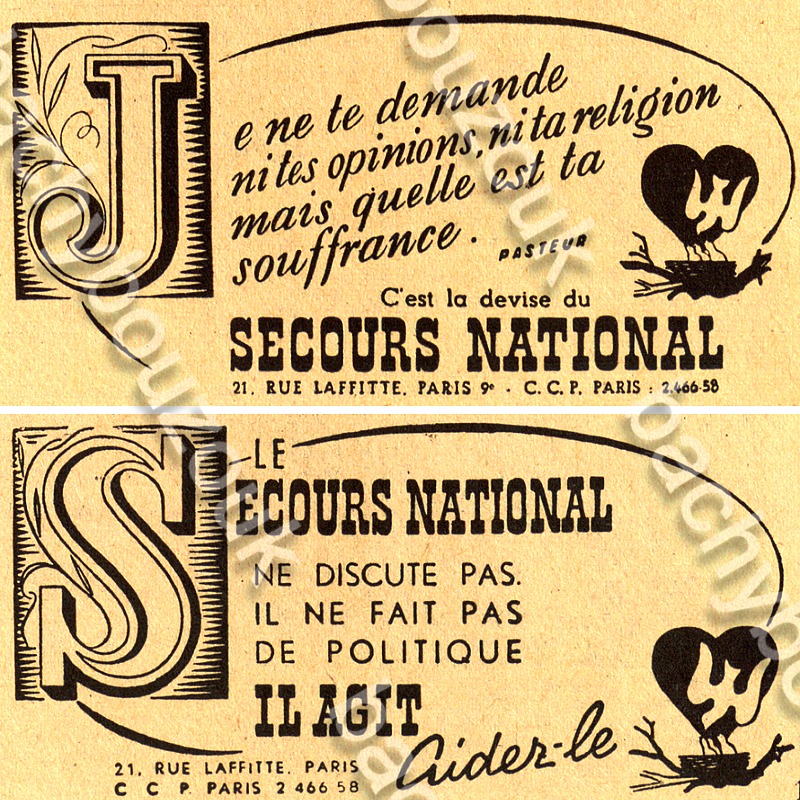 Je ne te demande
ni tes opinions, ni ta religion
mais quelle est ta
souffrance.
PASTEUR
C'est la devise du
SECOURS NATIONAL
21, RUE LAFFITTE, PARIS 9e - C. C. P. PARIS : 2.466-58
LE
SECOURS NATIONAL
NE DISCUTE PAS.
IL NE FAIT PAS
DE POLITIQUE
IL AGIT
Aidez-le
21, RUE LAFFITTE, PARIS
C C P. PARIS 2 466 58
bachybouzouk
bachybouzouk